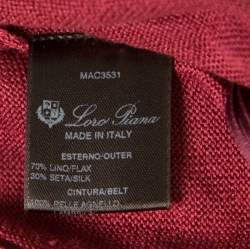 MAC3531
Loro Piana
MADE IN ITALY
ESTERNO-OUTER
70% LINO/FLAX
30% SETA/SILK
CINTURA/BELT
100% PELLE AGNELLO